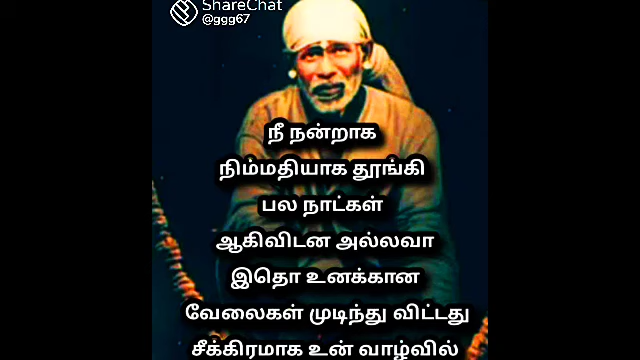 ShareChat
@ggg67
நீ நன்றாக
நிம்மதியாக தூங்கி
பல நாட்கள்
ஆகிவிடன அல்லவா
இதொ உனக்கான
வேலைகள் முடிந்து விட்டது
சீக்கிரமாக உன் வாழ்வில்